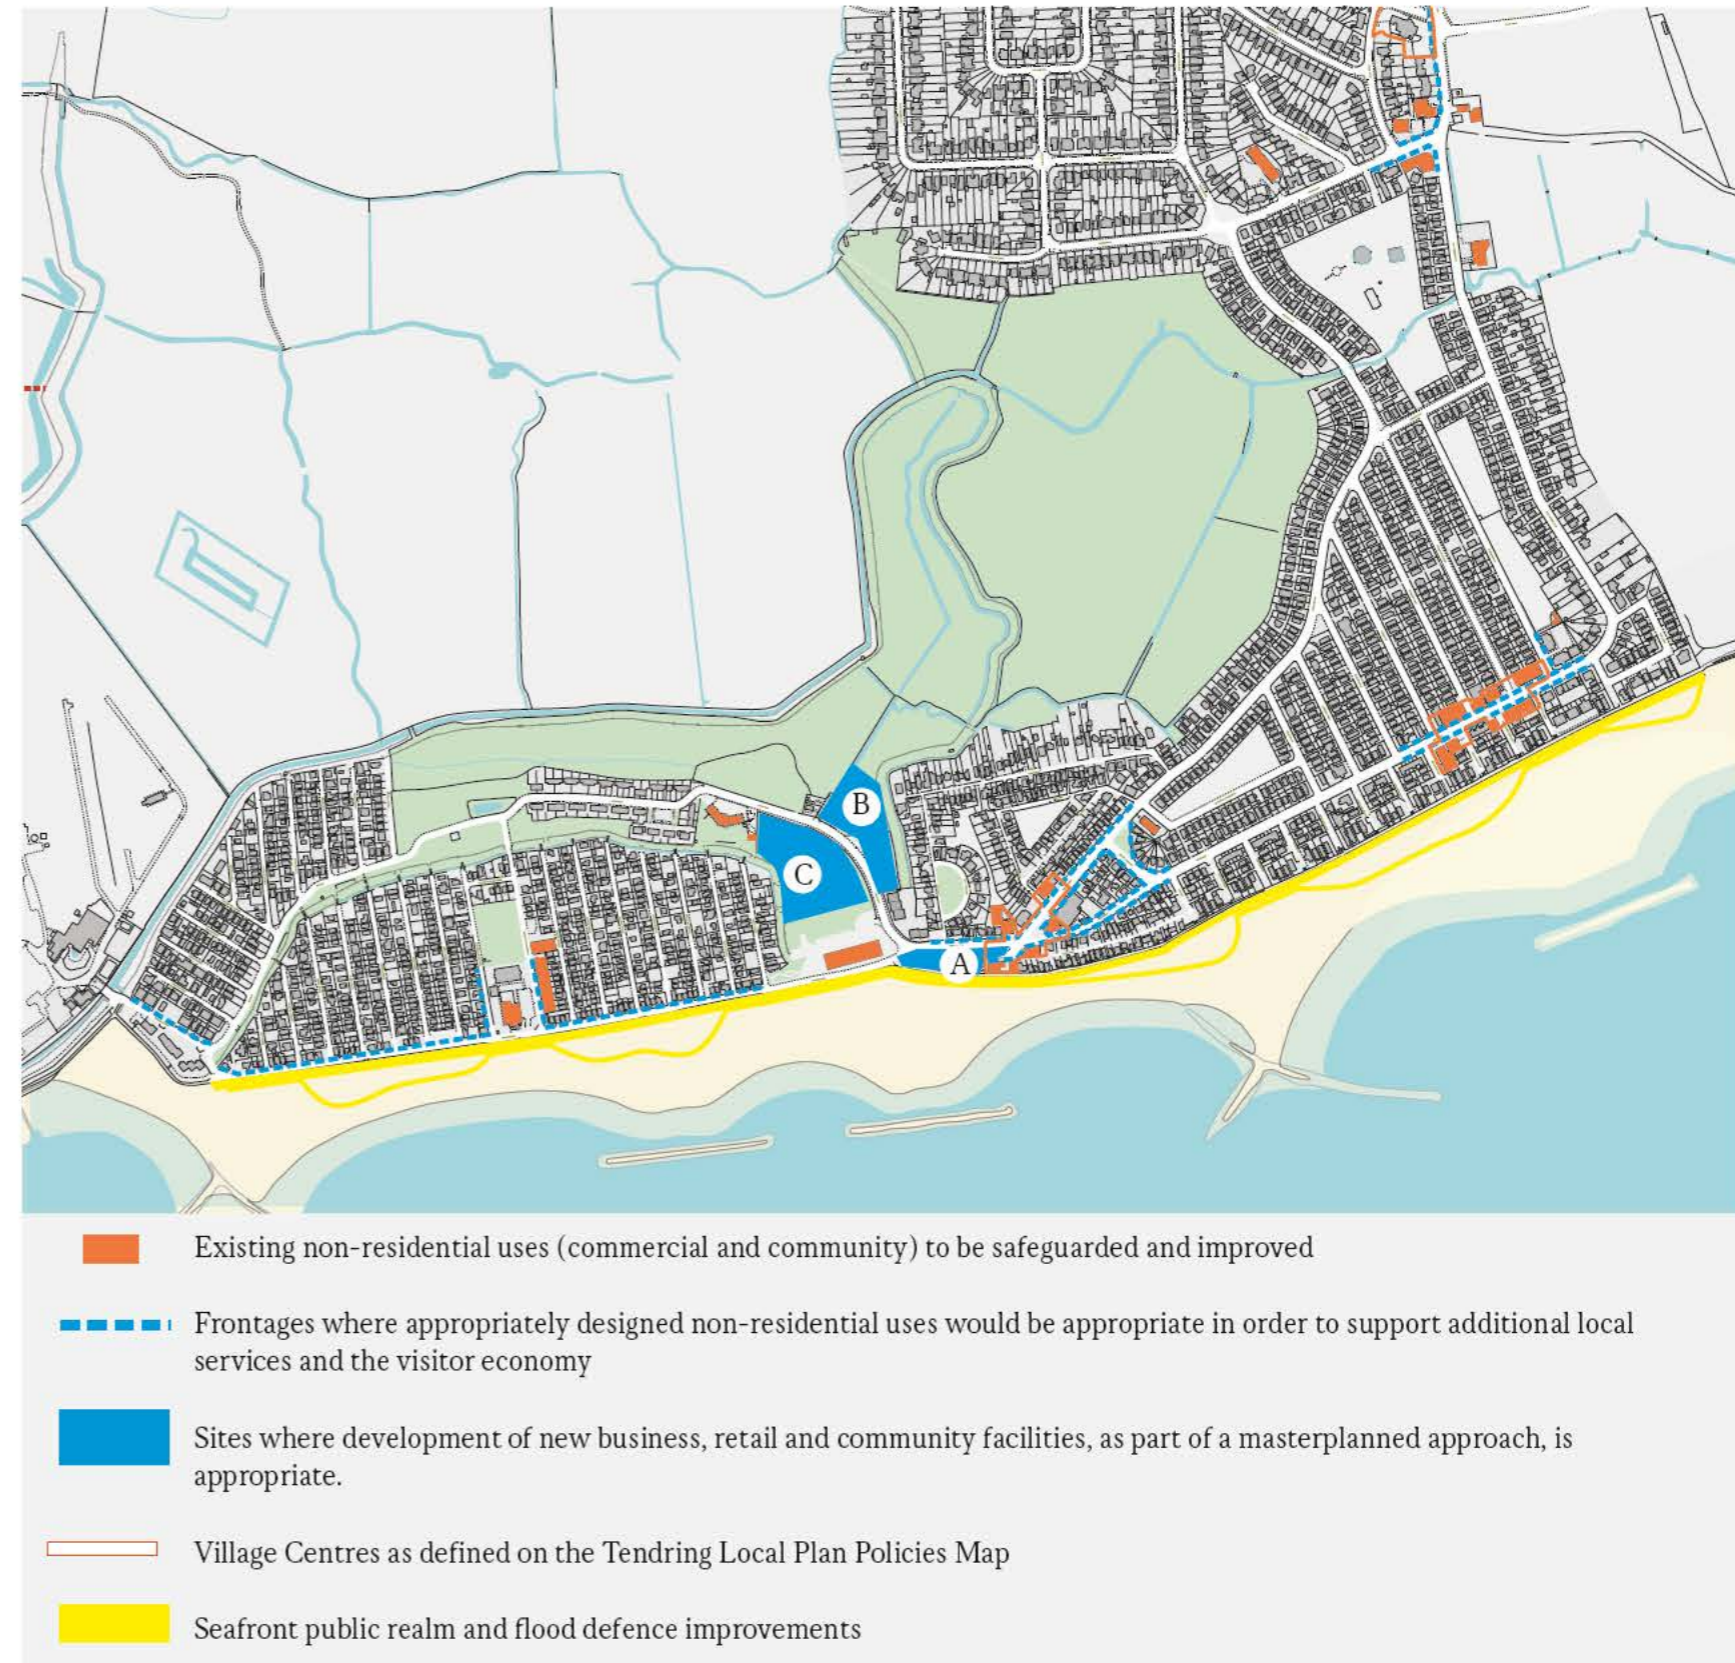 B
C
A
Existing non-residential uses (commercial and community) to be safeguarded and improved
Frontages where appropriately designed non-residential uses would be appropriate in order to support additional local
services and the visitor economy
Sites where development of new business, retail and community facilities, as part of a masterplanned approach, is
appropriate.
Village Centres as defined on the Tendring Local Plan Policies Map
Seafront public realm and flood defence improvements